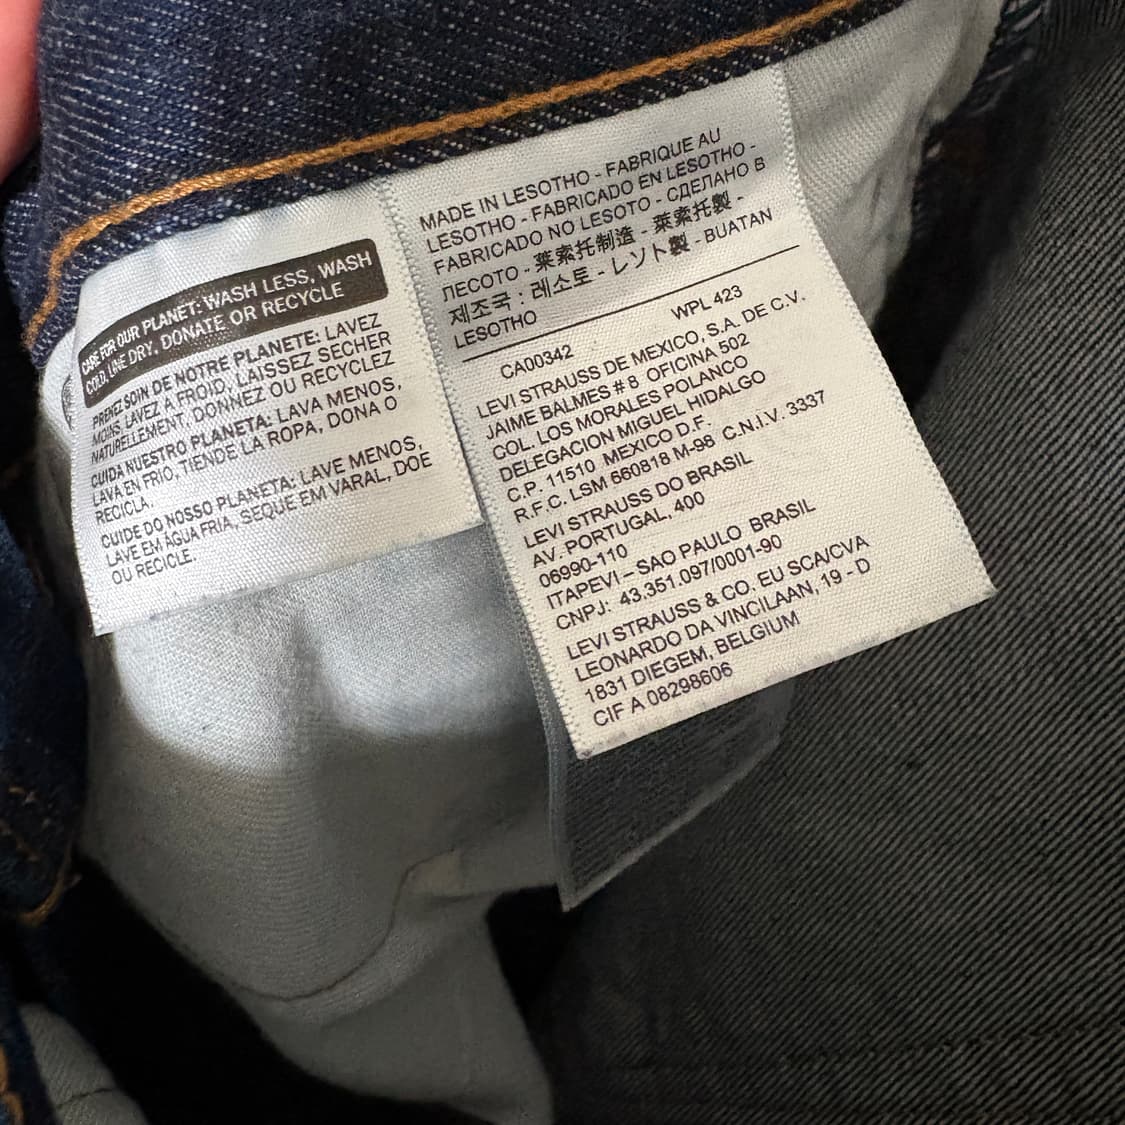 CARE FOR OUR PLANET: WASH LESS, WASH
COLD, LINE DRY, DONATE OR RECYCLE
PRENEZ SOIN DE NOTRE PLANETE: LAVEZ
MOINS, LAVEZ A FROID, LAISSEZ SECHER
NATURELLEMENT, DONNEZ OU RECYCLEZ
CUIDA NUESTRO PLANETA: LAVA MENOS,
LAVA EN FRIO, TIENDE LA ROPA, DONA O
RECICLA.
CUIDE DO NOSSO PLANETA: LAVE MENOS,
LAVE EM ÁGUA FRIA, SEQUE EM VARAL, DOE
OU RECICLE.
MADE IN LESOTHO - FABRIQUE AU
LESOTHO - FABRICADO EN LESOTHO -
FABRICADO NO LESOTO - СДЕЛАНО В
ЛЕСОТО - 莱索托制造 - 萊索托製 -
제조국 : 레소토 - レソト製 - BUATAN
LESOTHO
WPL 423
CA00342
LEVI STRAUSS DE MEXICO, S.A. DE C.V.
JAIME BALMES # 8 OFICINA 502
COL. LOS MORALES POLANCO
DELEGACION MIGUEL HIDALGO
C.P. 11510 MEXICO D.F.
R.F.C. LSM 660818 M-98 C.N.I.V. 3337
LEVI STRAUSS DO BRASIL
AV. PORTUGAL, 400
06990-110
ITAPEVI – SAO PAULO BRASIL
CNPJ: 43.351.097/0001-90
LEVI STRAUSS & CO. EU SCA/CVA
LEONARDO DA VINCILAAN, 19 - D
1831 DIEGEM, BELGIUM
CIF A 08298606